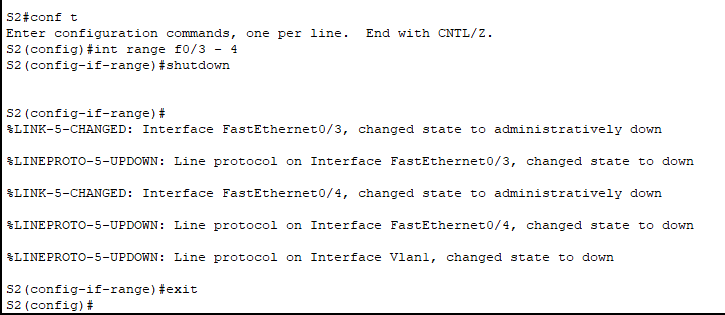 S2#conf t
Enter configuration commands, one per line.  End with CNTL/Z.
S2(config)#int range f0/3 - 4
S2(config-if-range)#shutdown
S2(config-if-range)#
%LINK-5-CHANGED: Interface FastEthernet0/3, changed state to administratively down
%LINEPROTO-5-UPDOWN: Line protocol on Interface FastEthernet0/3, changed state to down
%LINK-5-CHANGED: Interface FastEthernet0/4, changed state to administratively down
%LINEPROTO-5-UPDOWN: Line protocol on Interface FastEthernet0/4, changed state to down
%LINEPROTO-5-UPDOWN: Line protocol on Interface Vlan1, changed state to down
S2(config-if-range)#exit
S2(config)#